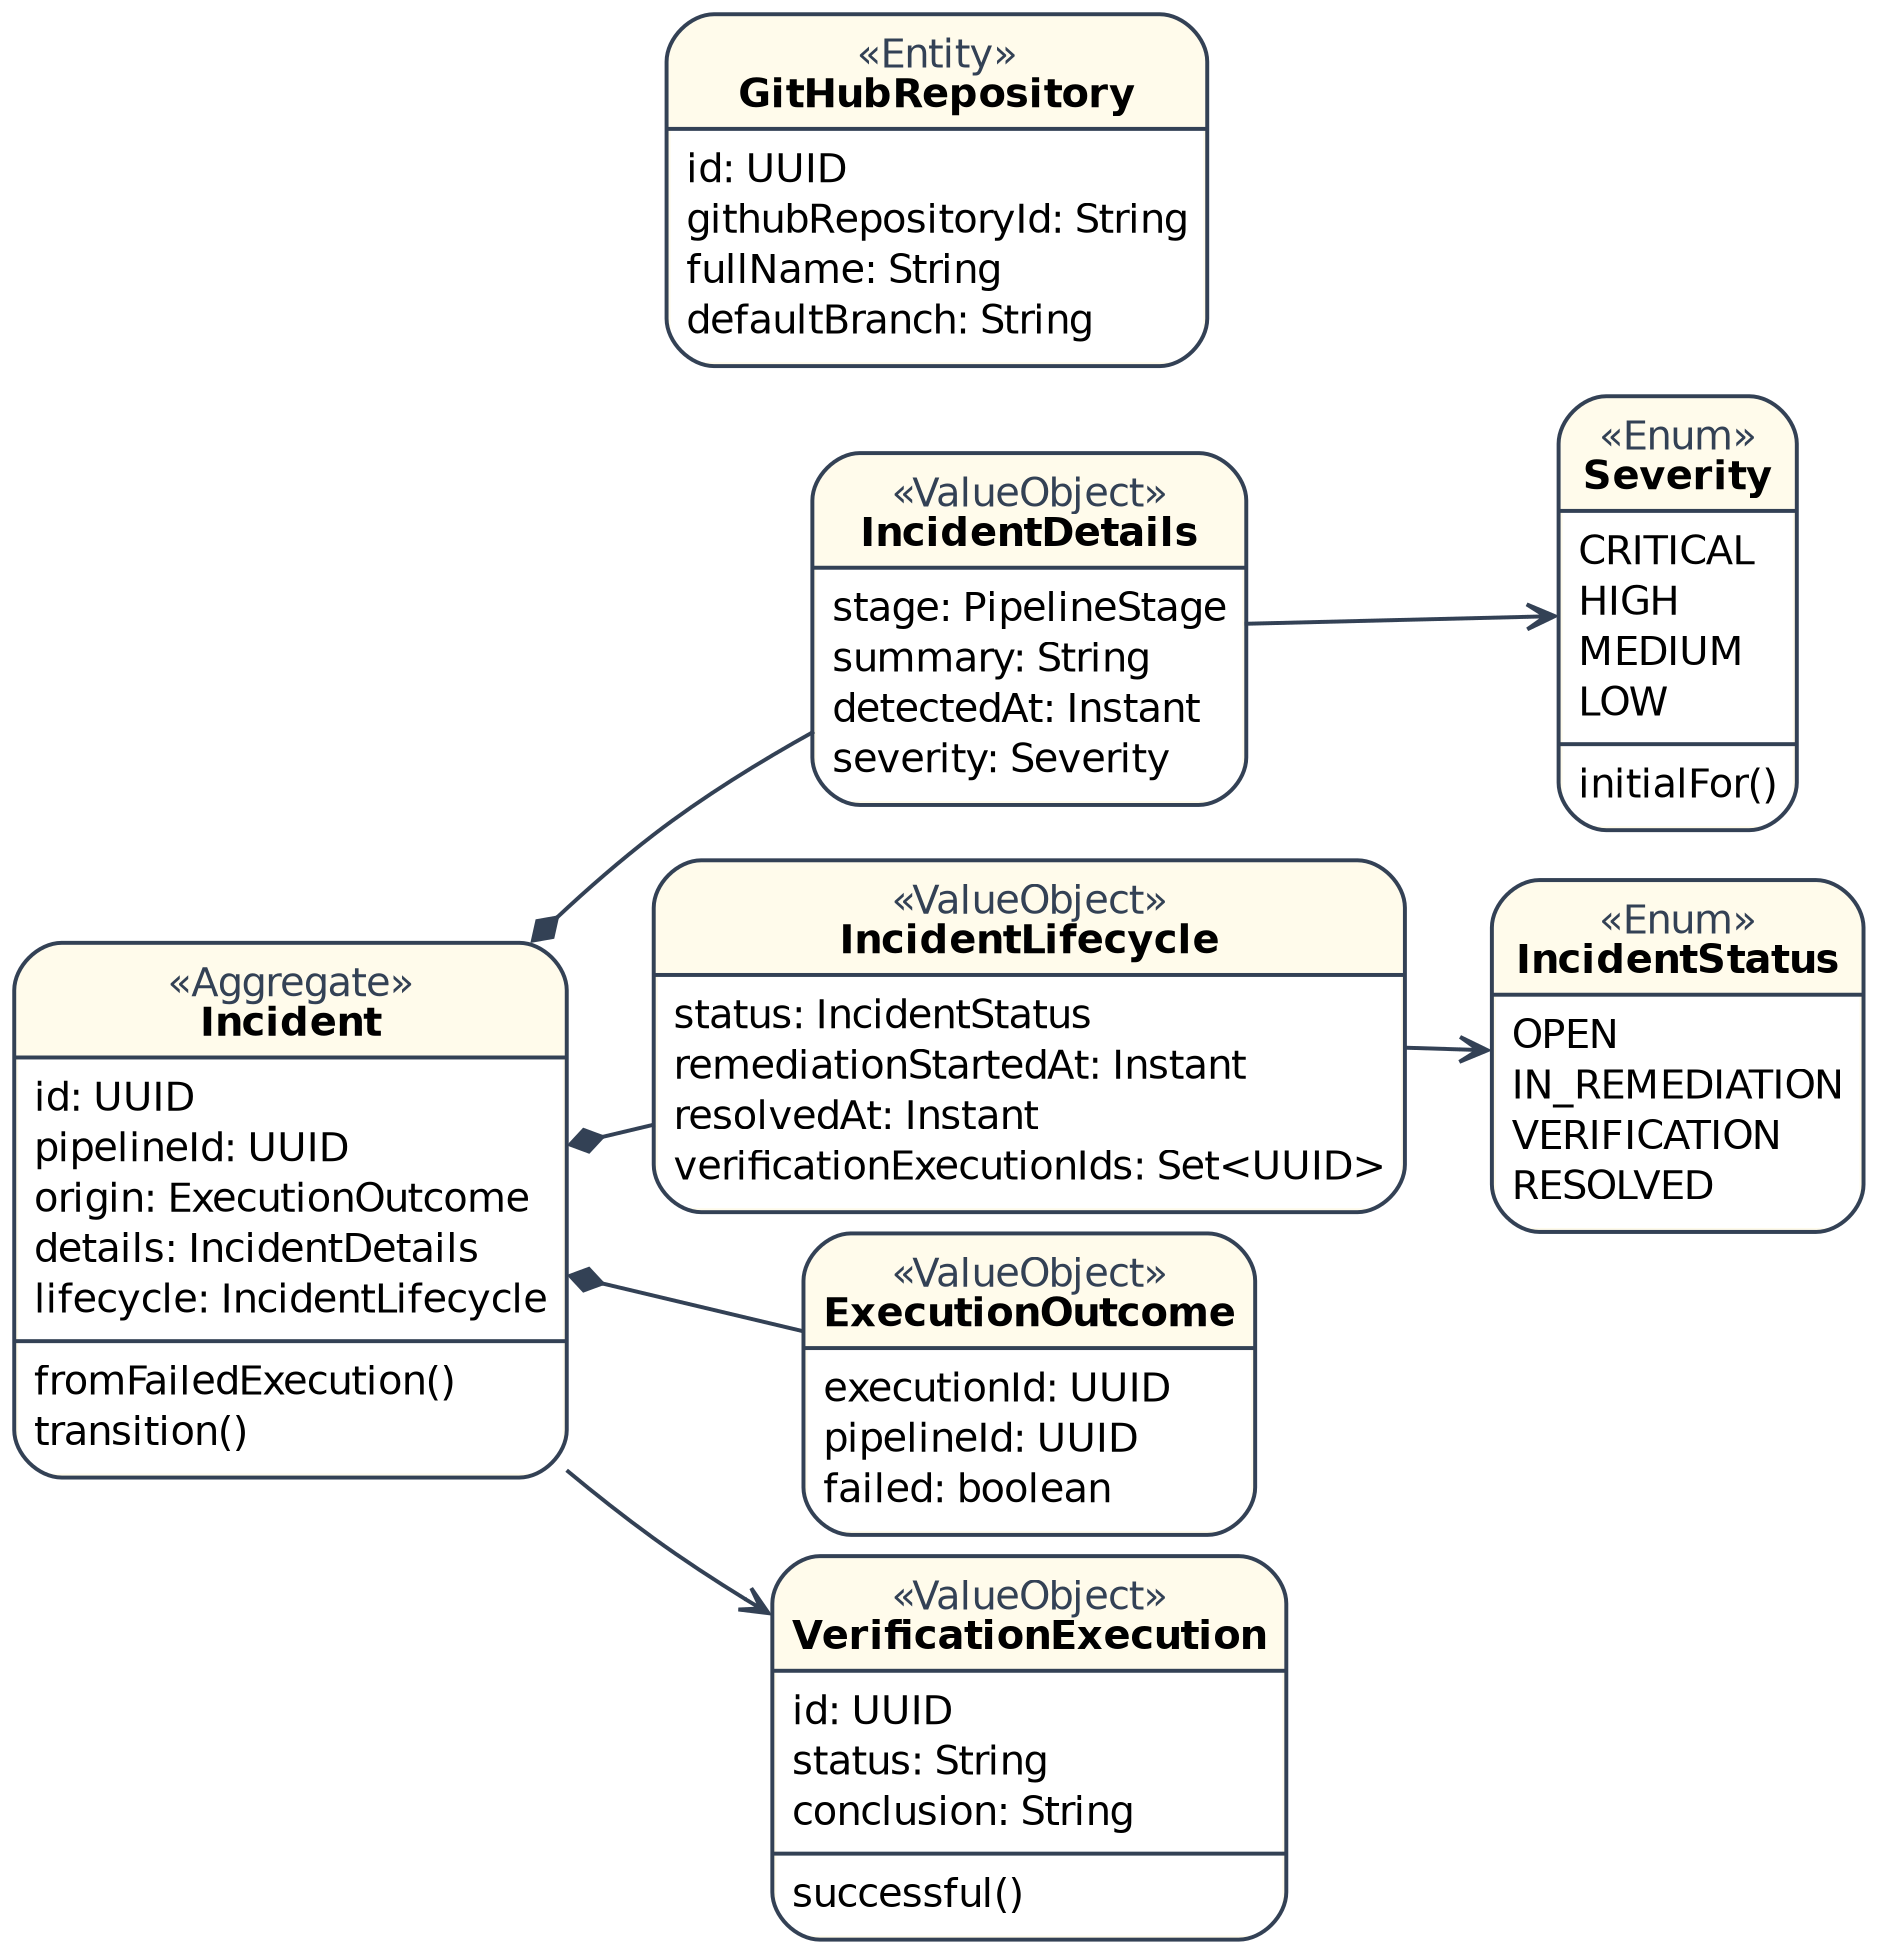 «Entity»
GitHubRepository
id: UUID
githubRepositoryId: String
fullName: String
defaultBranch: String
«ValueObject»
IncidentDetails
stage: PipelineStage
summary: String
detectedAt: Instant
severity: Severity
«Enum»
Severity
CRITICAL
HIGH
MEDIUM
LOW
initialFor()
«Aggregate»
Incident
id: UUID
pipelineId: UUID
origin: ExecutionOutcome
details: IncidentDetails
lifecycle: IncidentLifecycle
fromFailedExecution()
transition()
«ValueObject»
IncidentLifecycle
status: IncidentStatus
remediationStartedAt: Instant
resolvedAt: Instant
verificationExecutionIds: Set<UUID>
«Enum»
IncidentStatus
OPEN
IN_REMEDIATION
VERIFICATION
RESOLVED
«ValueObject»
ExecutionOutcome
executionId: UUID
pipelineId: UUID
failed: boolean
«ValueObject»
VerificationExecution
id: UUID
status: String
conclusion: String
successful()